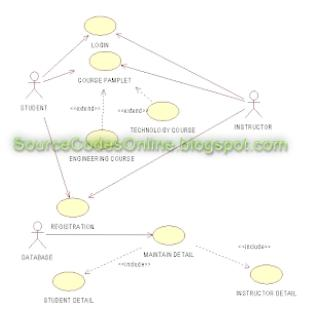 LOGIN
COURSE PAMPLET
STUDENT
<<extend>>
<<extend>>
TECHNOLOGY COURSE
INSTRUCTOR
SourceCodesOnline.blogspot.com
ENGINEERING COURSE
REGISTRATION
DATABASE
MAINTAIN DETAIL
<<include>>
<<include>>
STUDENT DETAIL
INSTRUCTOR DETAIL